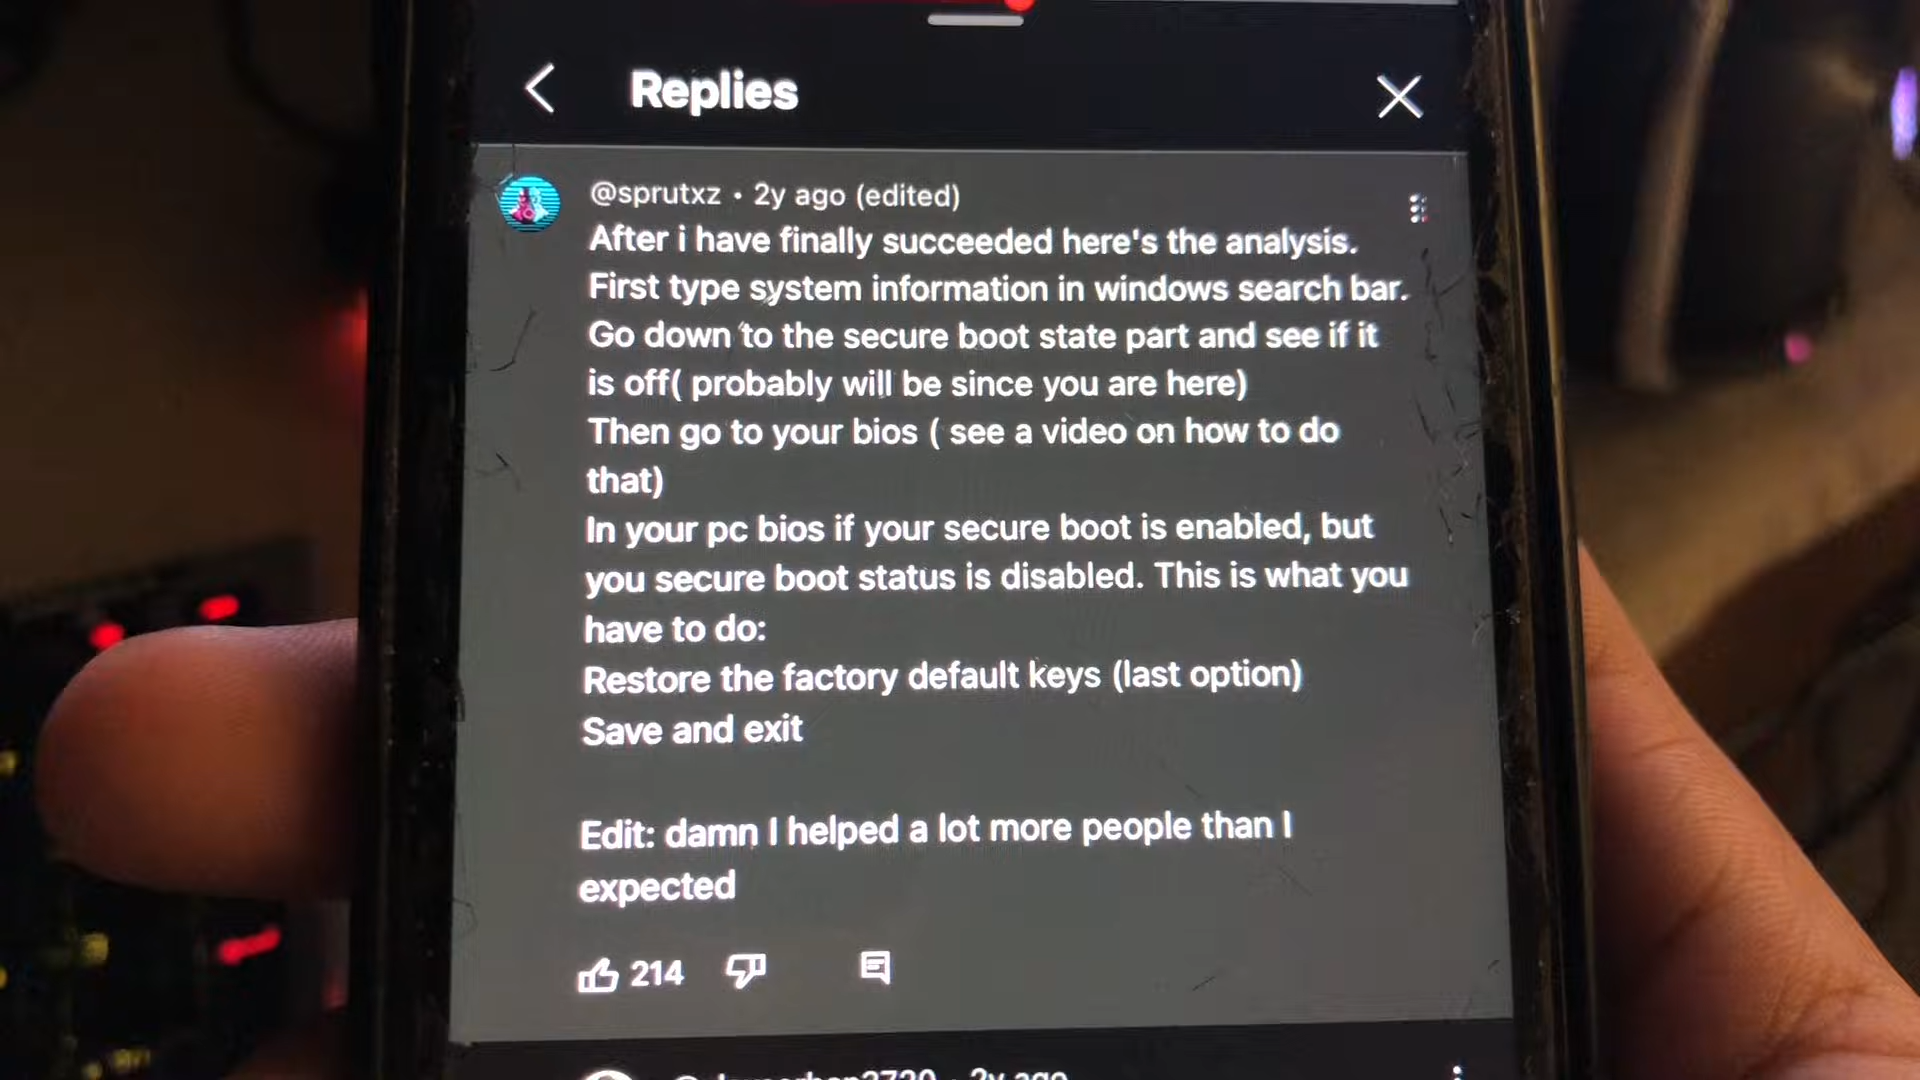 Replies
@sprutxz • 2y ago (edited)
After i have finally succeeded here's the analysis.
First type system information in windows search bar.
Go down to the secure boot state part and see if it
is off( probably will be since you are here)
Then go to your bios ( see a video on how to do
that)
In your pc bios if your secure boot is enabled, but
you secure boot status is disabled. This is what you
have to do:
Restore the factory default keys (last option)
Save and exit
Edit: damn I helped a lot more people than I
expected
214
2y ago